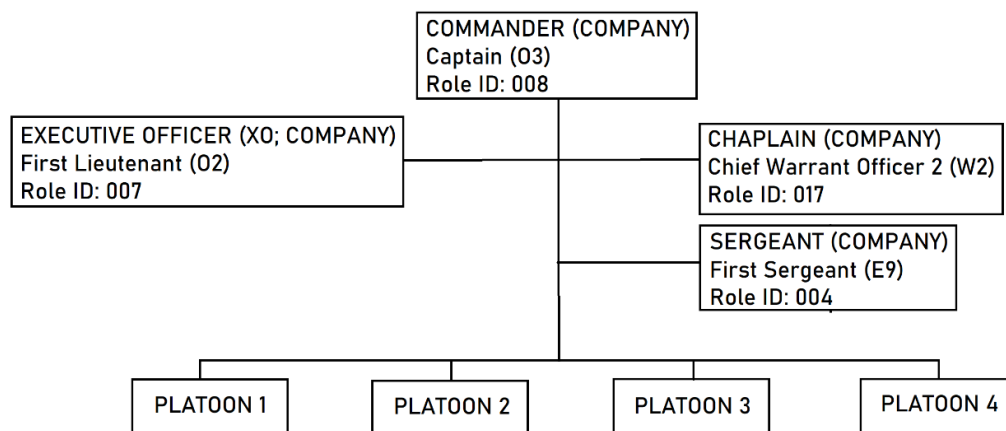 COMMANDER (COMPANY)
Captain (O3)
Role ID: 008
EXECUTIVE OFFICER (XO; COMPANY)
First Lieutenant (O2)
Role ID: 007
CHAPLAIN (COMPANY)
Chief Warrant Officer 2 (W2)
Role ID: 017
SERGEANT (COMPANY)
First Sergeant (E9)
Role ID: 004
PLATOON 1
PLATOON 2
PLATOON 3
PLATOON 4